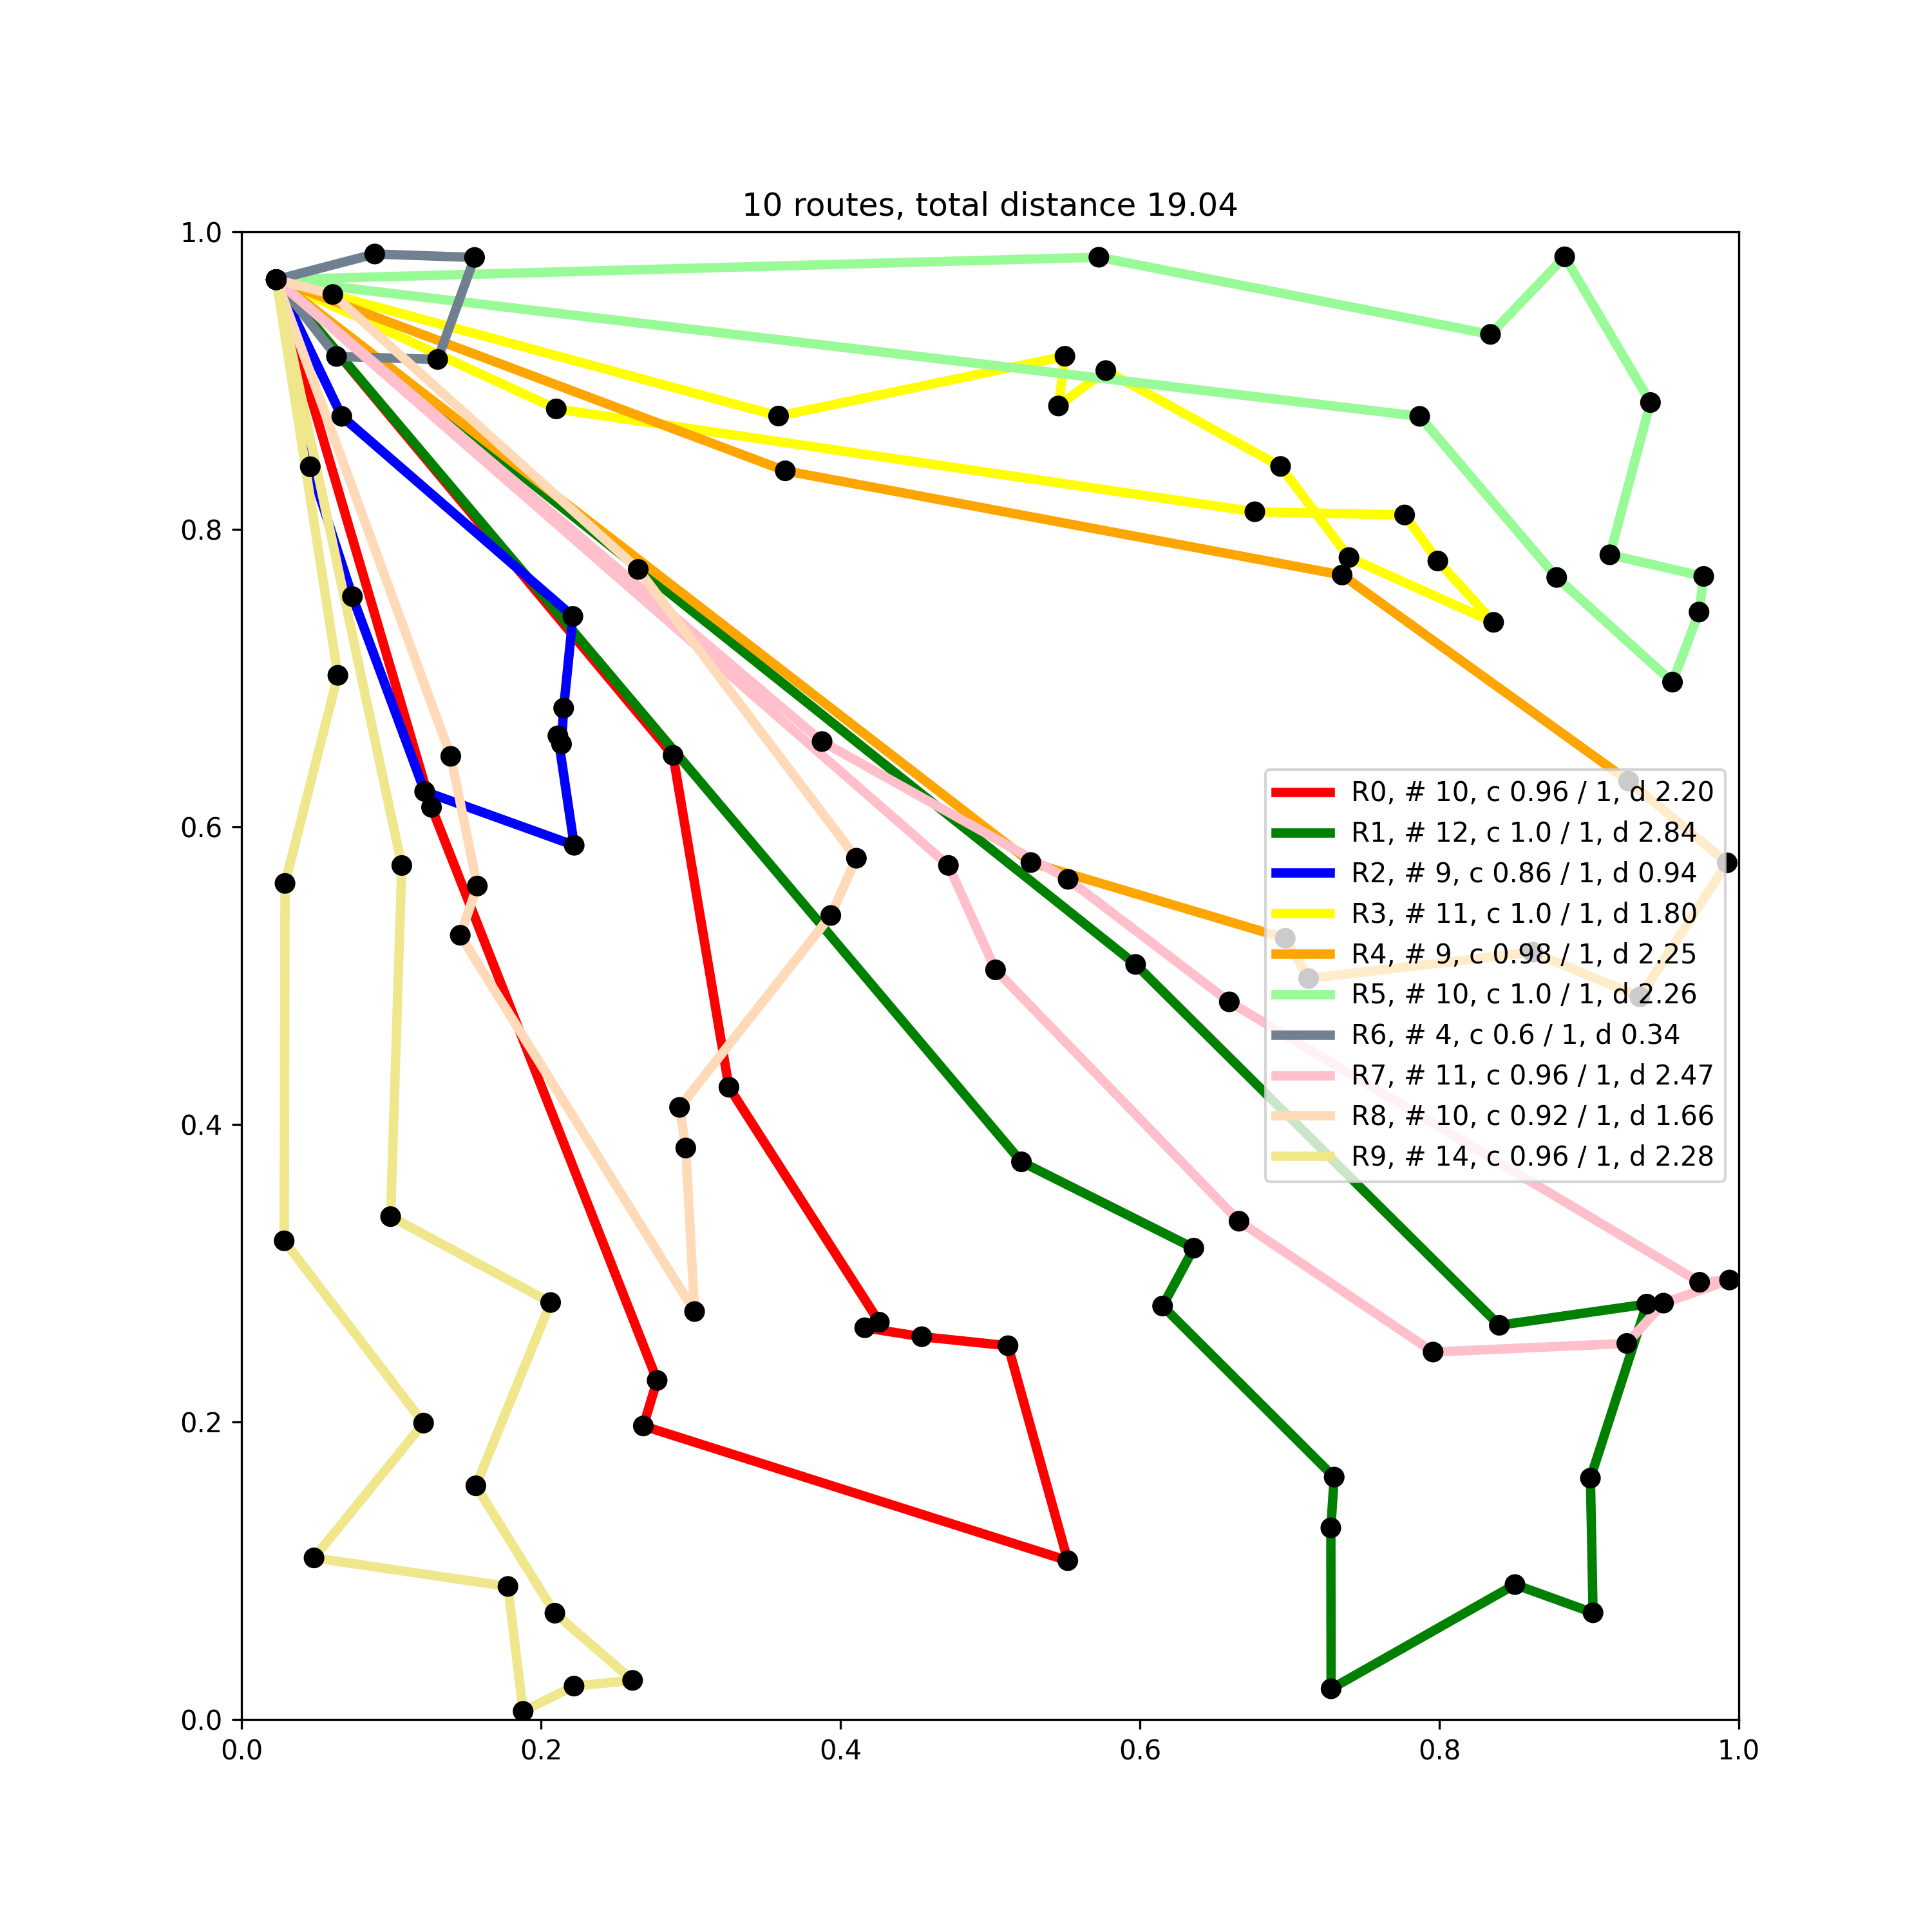 10 routes, total distance 19.04
1.0
0.8
0.6
0.4
0.2
0.0
R0, # 10, c 0.96 / 1, d 2.20
R1, # 12, c 1.0 / 1, d 2.84
R2, # 9, c 0.86 / 1, d 0.94
R3, # 11, c 1.0 / 1, d 1.80
R4, # 9, c 0.98 / 1, d 2.25
R5, # 10, c 1.0 / 1, d 2.26
R6, # 4, c 0.6 / 1, d 0.34
R7, # 11, c 0.96 / 1, d 2.47
R8, # 10, c 0.92 / 1, d 1.66
R9, # 14, c 0.96 / 1, d 2.28
0.0 0.2 0.4 0.6 0.8 1.0